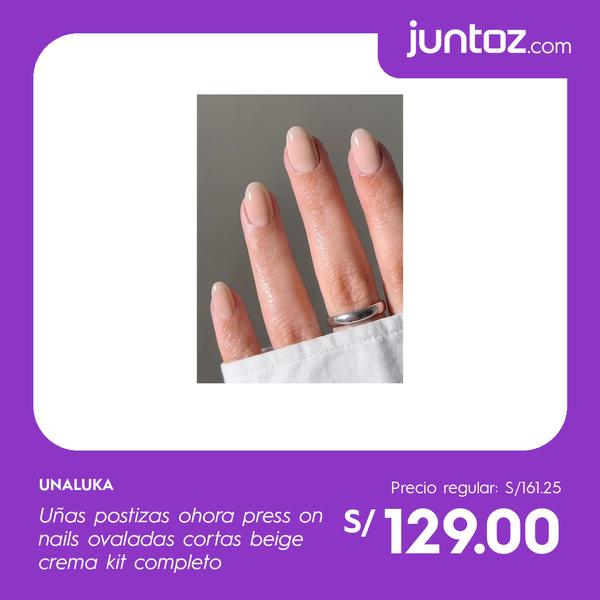 juntoz.com
UNALUKA
Uñas postizas ohora press on
nails ovaladas cortas beige
crema kit completo
Precio regular: S/161.25
S/129.00